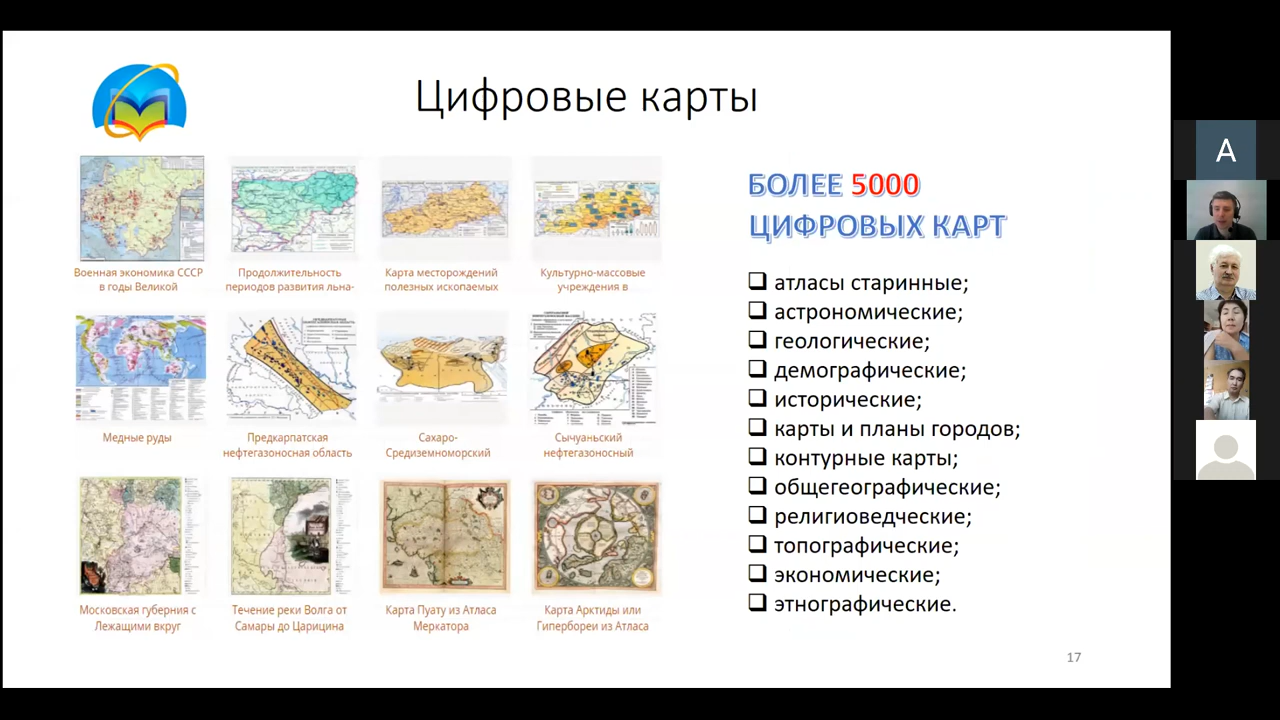 Цифровые карты
Военная экономика СССР
в годы Великой
Продолжительность
периодов развития льна-
Карта месторождений
полезных ископаемых
Культурно-массовые
учреждения в
Медные руды
Предкарпатская
нефтегазоносная область
Сахаро-
Средиземноморский
Сычуаньский
нефтегазоносный
Московская губерния с
Лежащими вкруг
Течение реки Волга от
Самары до Царицина
Карта Пуату из Атласа
Меркатора
Карта Арктиды или
Гипербореи из Атласа
БОЛЕЕ 5000
ЦИФРОВЫХ КАРТ
атласы старинные;
астрономические;
геологические;
демографические;
исторические;
карты и планы городов;
контурные карты;
общегеографические;
религиоведческие;
топографические;
экономические;
этнографические.
17
A